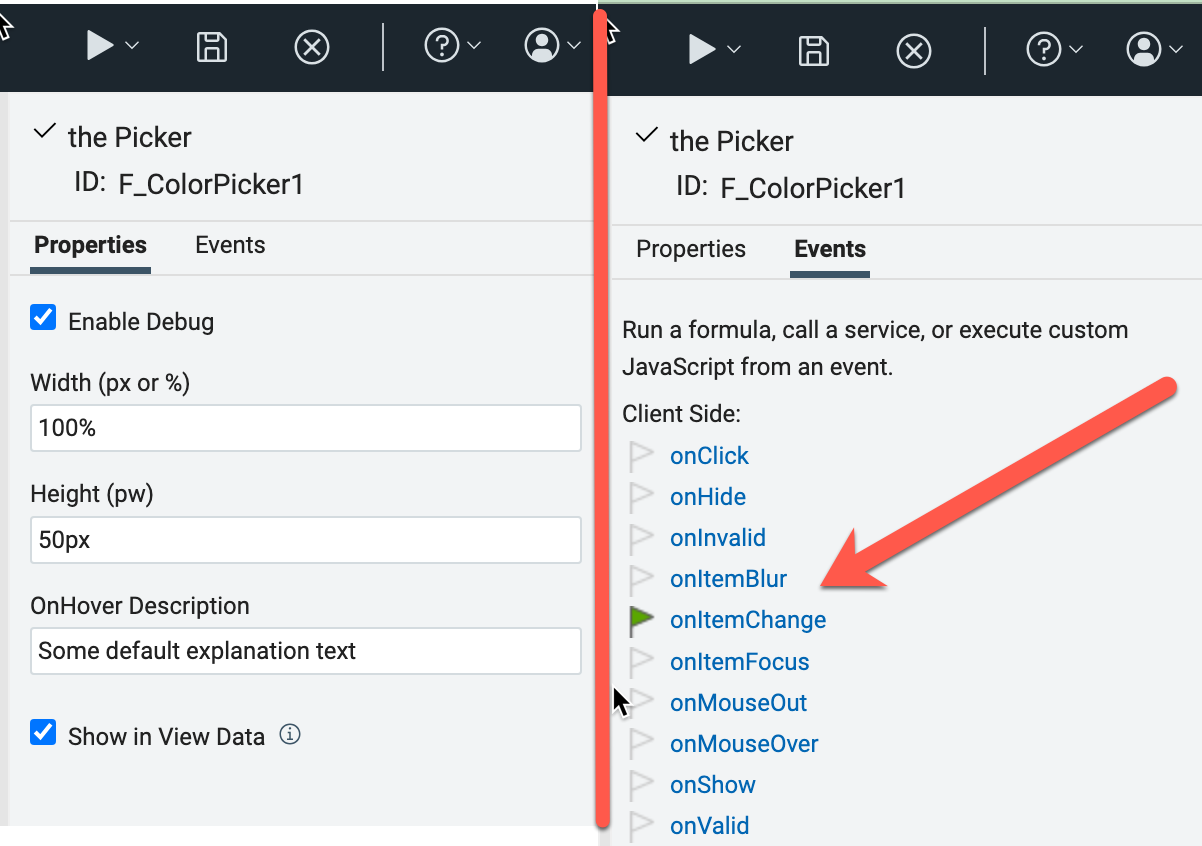 the Picker
ID: F_ColorPicker1
Properties Events
Enable Debug
Width (px or %)
100%
Height (pw)
50px
OnHover Description
Some default explanation text
Show in View Data
the Picker
ID: F_ColorPicker1
Properties Events
Run a formula, call a service, or execute custom
JavaScript from an event.
Client Side:
onClick
onHide
onInvalid
onItemBlur
onItemChange
onItemFocus
onMouseOut
onMouseOver
onShow
onValid